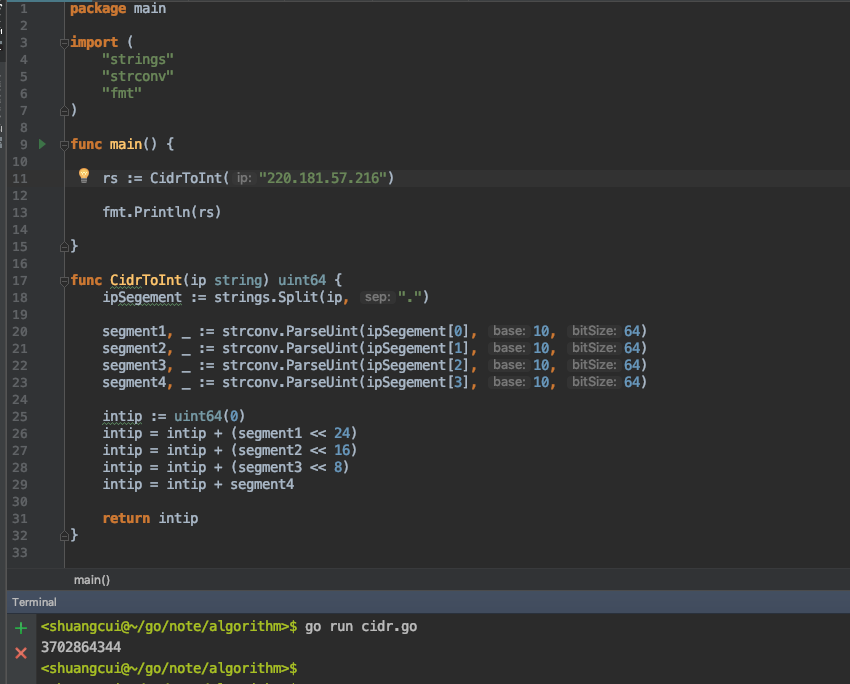 1 package main
2
3 import (
4 "strings"
5 "strconv"
6 "fmt"
7 )
8
9 func main() {
10
11 rs := CidrToInt( ip: "220.181.57.216")
12
13 fmt.Println(rs)
14
15 }
16
17 func CidrToInt(ip string) uint64 {
18 ipSegement := strings.Split(ip, sep: ".")
19
20 segment1, _ := strconv.ParseUint(ipSegement[0], base: 10, bitSize: 64)
21 segment2, _ := strconv.ParseUint(ipSegement[1], base: 10, bitSize: 64)
22 segment3, _ := strconv.ParseUint(ipSegement[2], base: 10, bitSize: 64)
23 segment4, _ := strconv.ParseUint(ipSegement[3], base: 10, bitSize: 64)
24
25 intip := uint64(0)
26 intip = intip + (segment1 << 24)
27 intip = intip + (segment2 << 16)
28 intip = intip + (segment3 << 8)
29 intip = intip + segment4
30
31 return intip
32 }
33
main()
Terminal
<shuangcui@~/go/note/algorithm>$ go run cidr.go
3702864344
<shuangcui@~/go/note/algorithm>$